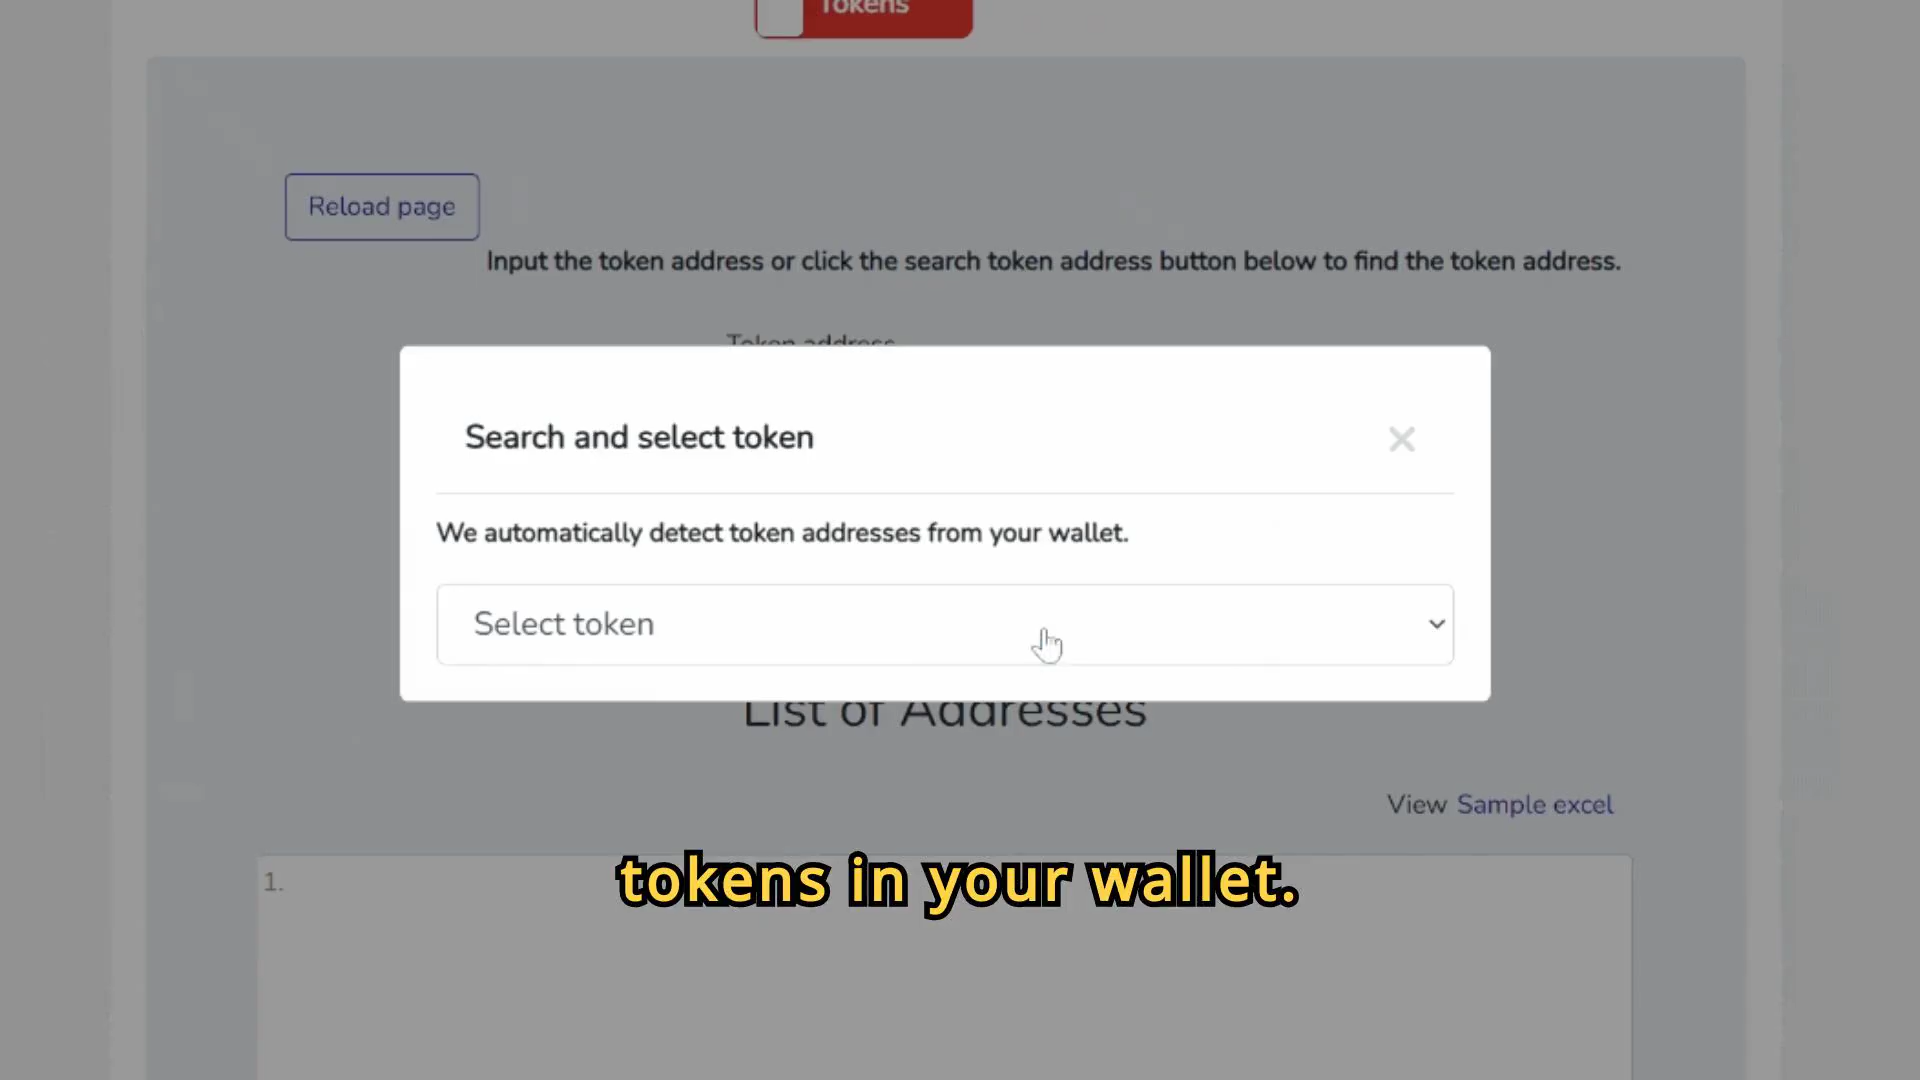 Tokens
Reload page
Input the token address or click the search token address button below to find the token address.
Token address
Search and select token
We automatically detect token addresses from your wallet.
Select token
List of Addresses
View Sample excel
1.
tokens in your wallet.